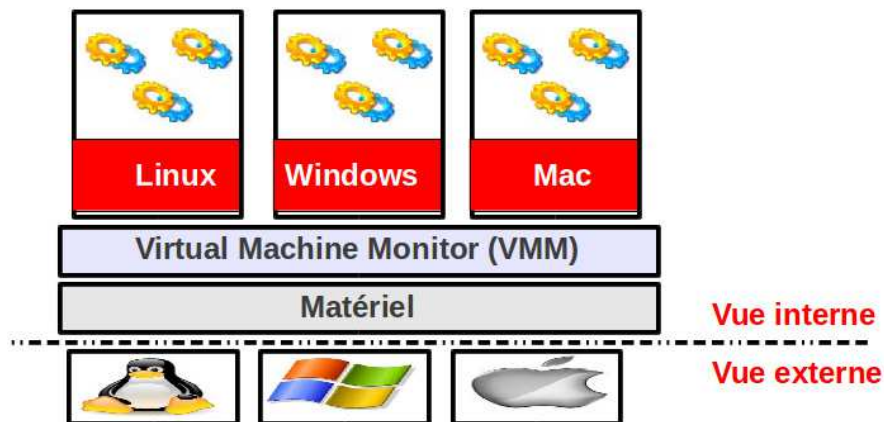 Linux
Windows
Mac
Virtual Machine Monitor (VMM)
Matériel
Vue interne
Vue externe